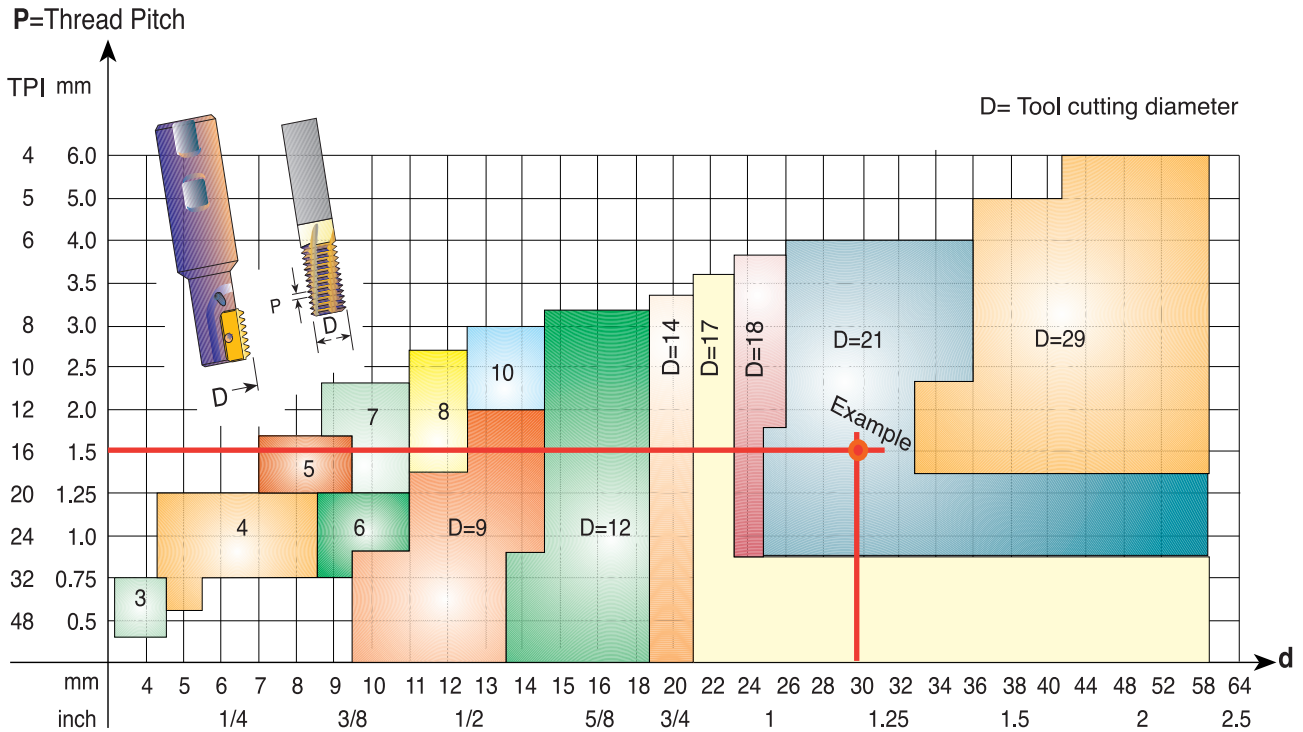 P=Thread Pitch
TPI mm
D= Tool cutting diameter
4 6.0
5 5.0
6 4.0
3.5
8 3.0
10 2.5
12 2.0
16 1.5
20 1.25
24 1.0
32 0.75
48 0.5
P
D
D
3
4
5
6
7
8
D=9
10
D=12
D=14
D=17
D=18
D=21
D=29
Example
d
mm 4 5 6 7 8 9 10 11 12 13 14 15 16 18 20 22 24 26 28 30 32 34 36 38 40 44 48 52 58 64
inch 1/4 3/8 1/2 5/8 3/4 1 1.25 1.5 2 2.5